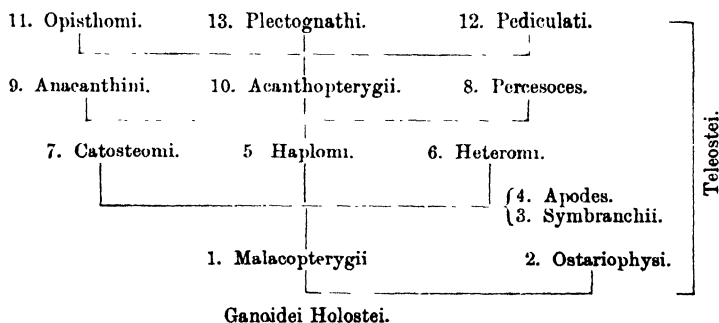 11. Opisthomi. 13. Plectognathi. 12. Pediculati.
9. Anacanthini. 10. Acanthopterygii. 8. Percesoces.
7. Catosteomi. 5 Haplomi. 6. Heteromi.
4. Apodes.
3. Symbranchii.
1. Malacopterygii 2. Ostariophysi.
Ganoidei Holostei.
Teleostei.